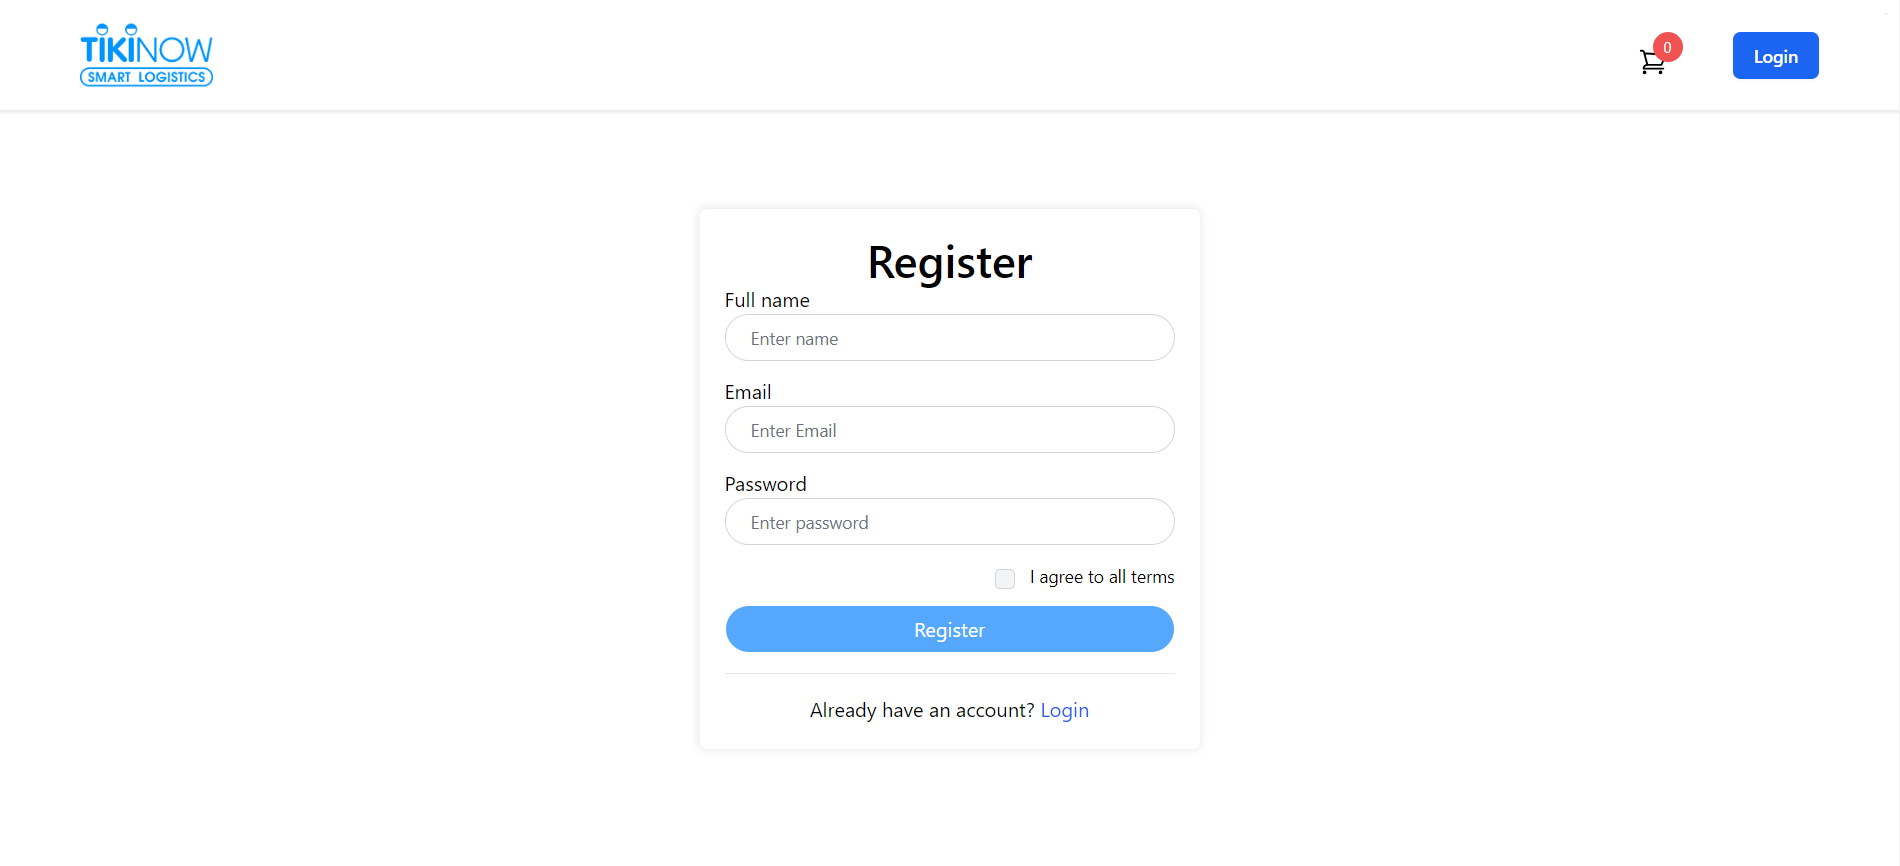 TIKINOW
SMART LOGISTICS
0
Login
Register
Full name
Enter name
Email
Enter Email
Password
Enter password
I agree to all terms
Register
Already have an account? Login